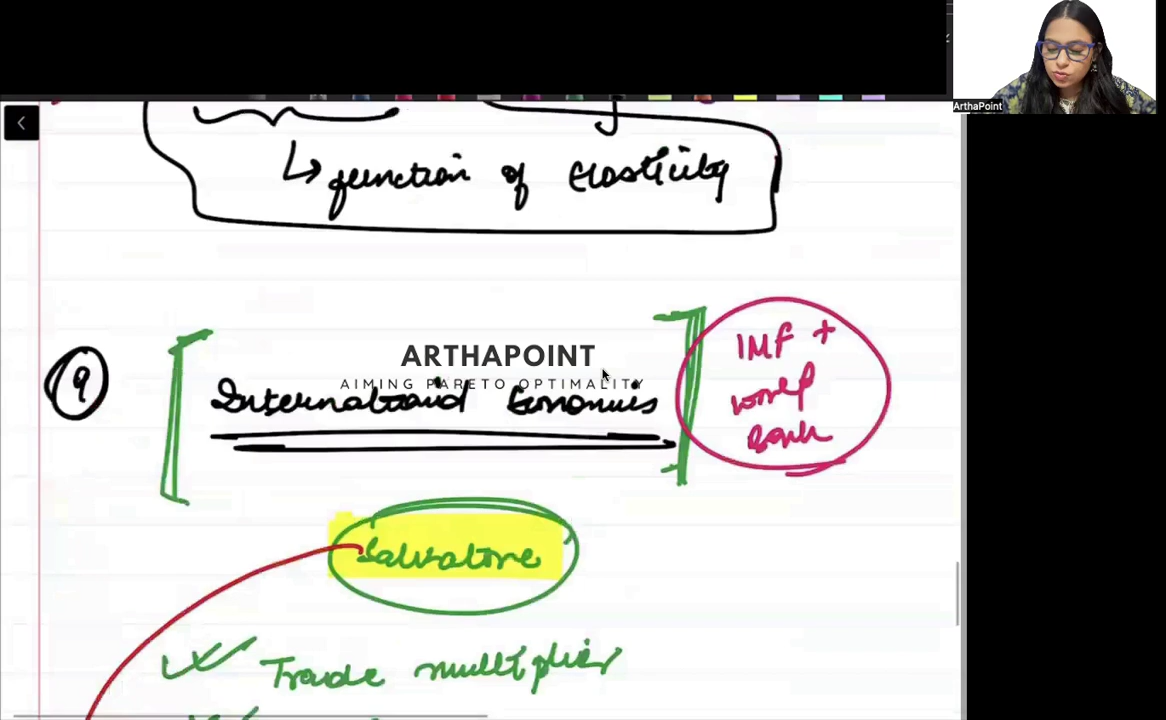 ArthaPoint
↳ function of Elasticity
9
International Economics
IMF +
World
Bank
ARTHAPOINT
AIMING PARETO OPTIMALITY
Salvatore
Trade multiplier